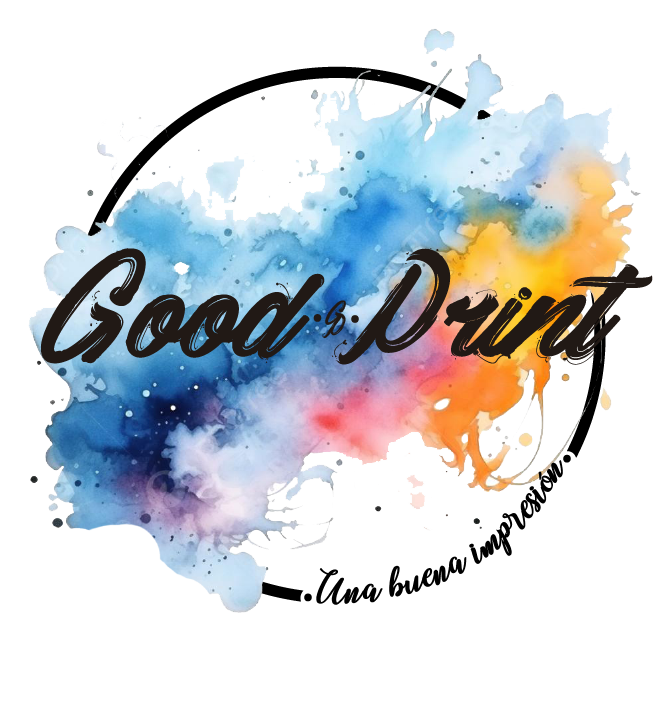 Good · & · Print
• Una buena impresión •